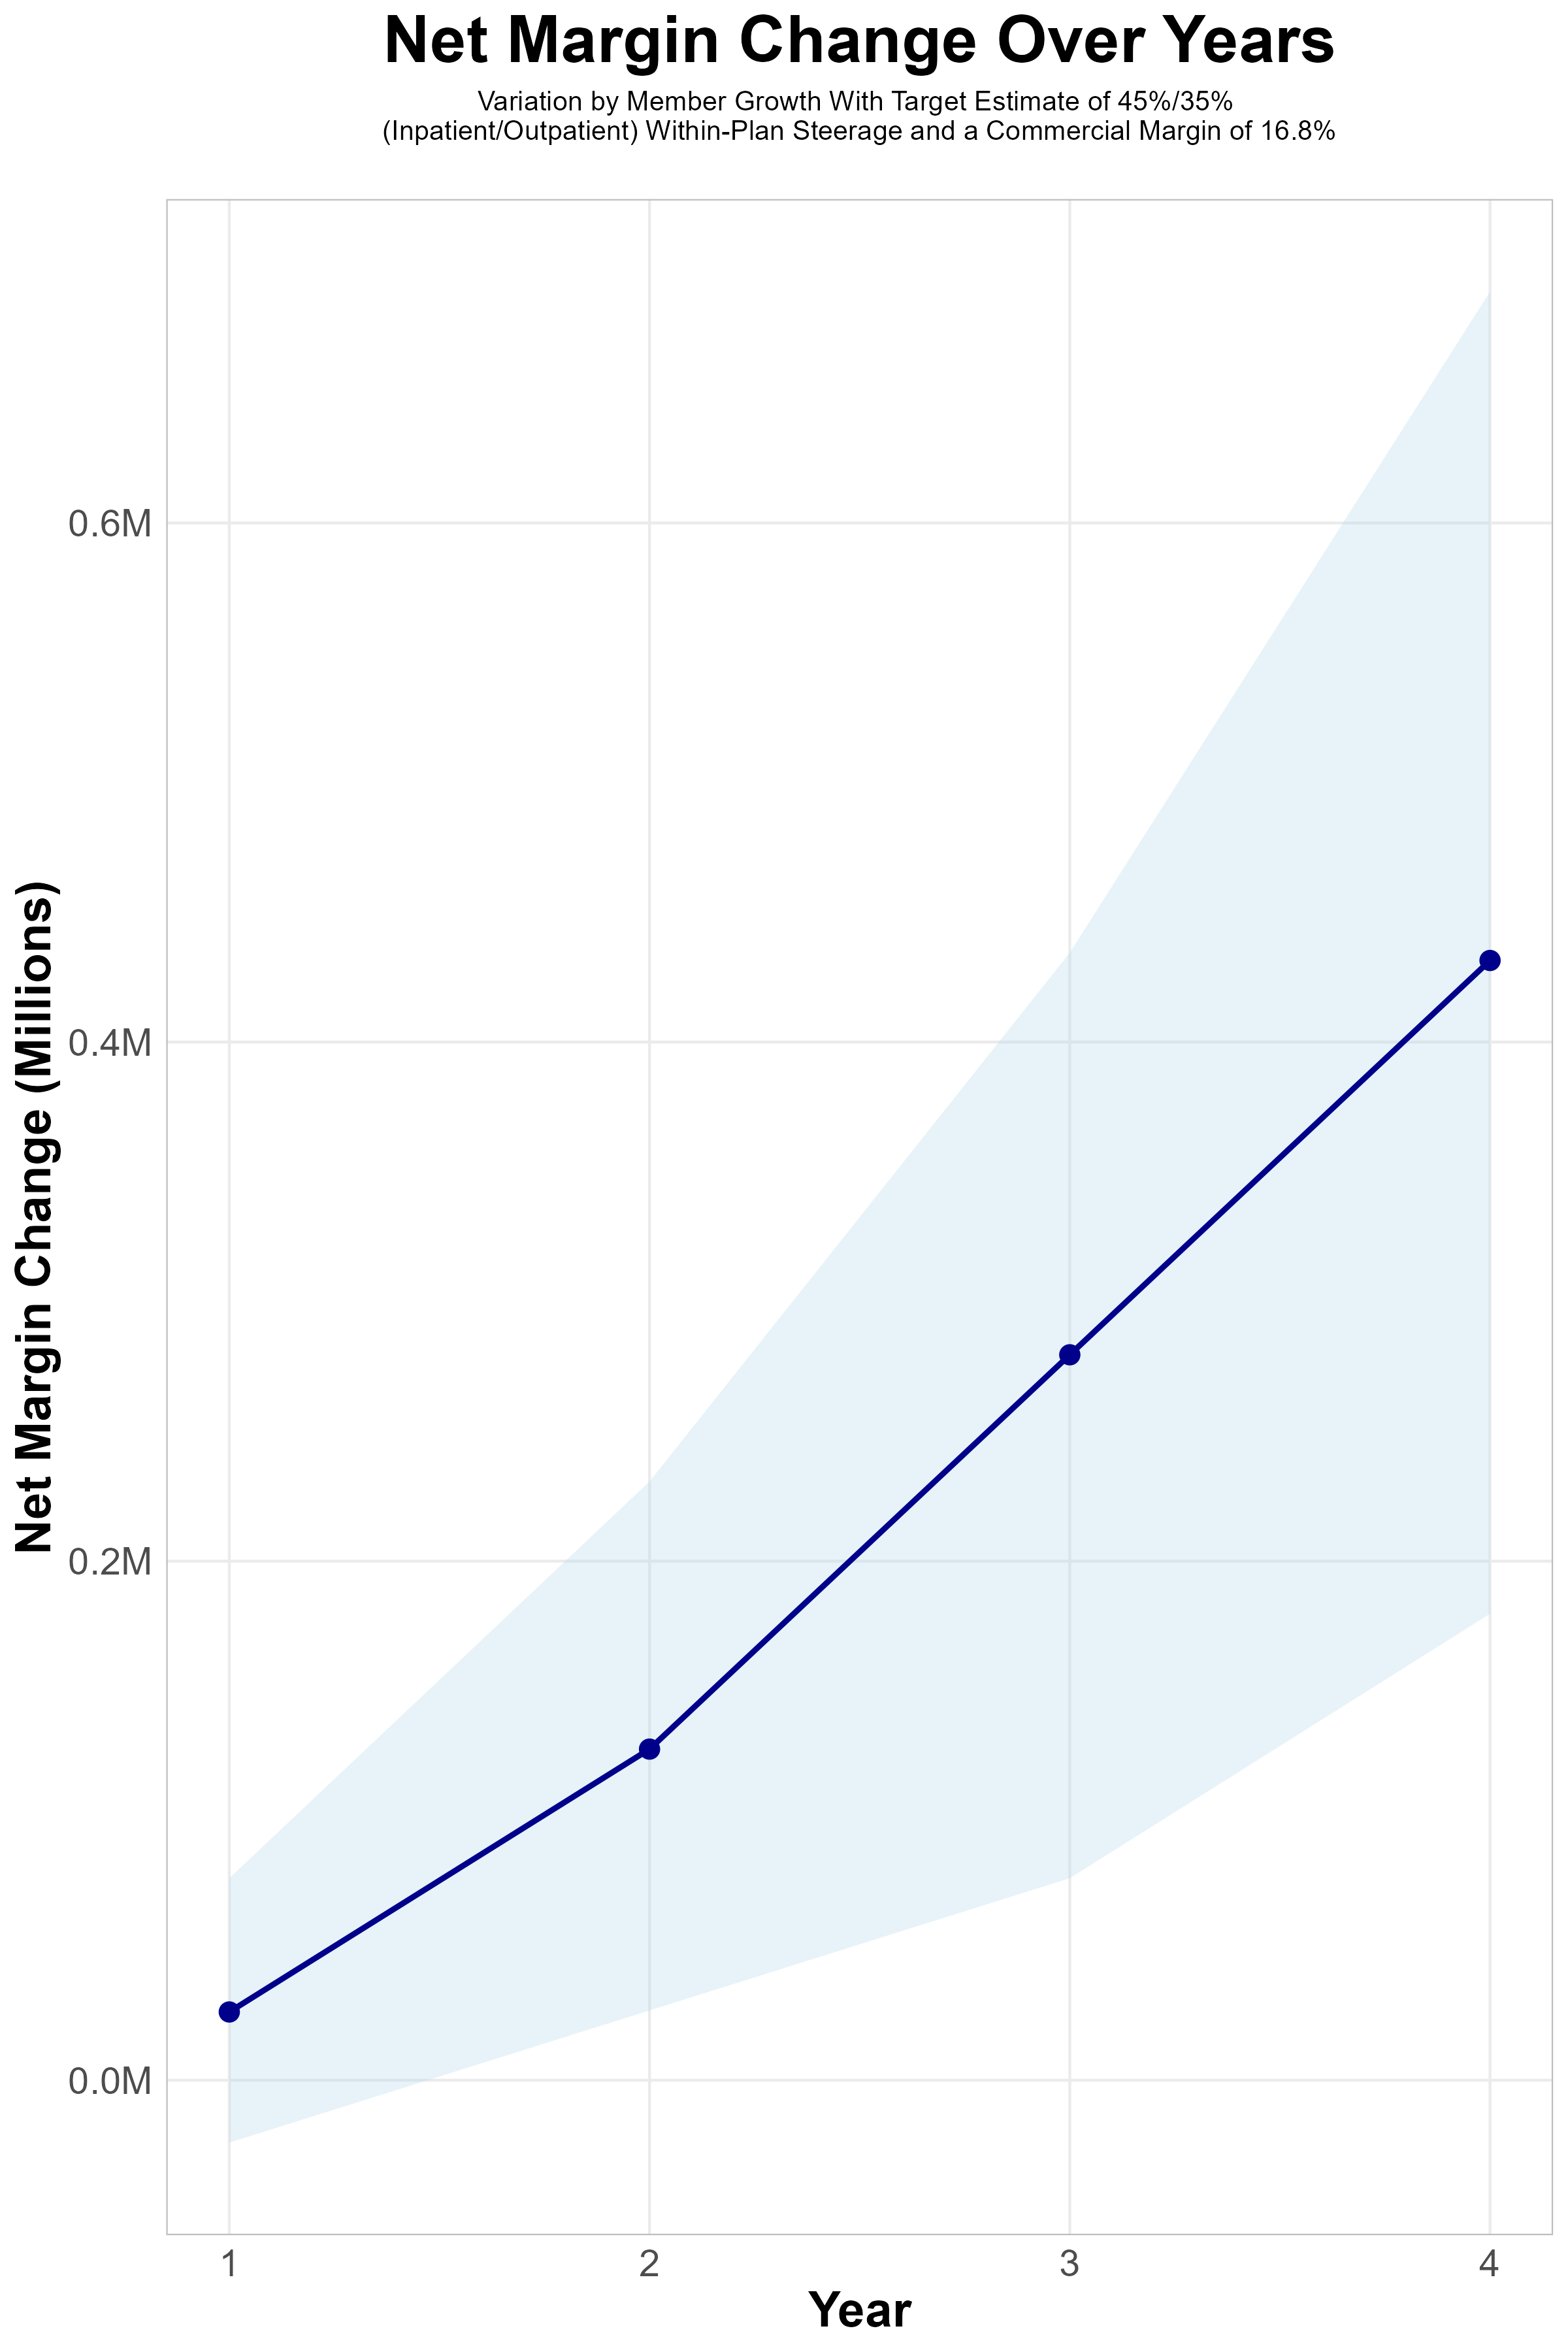 Net Margin Change Over Years
Variation by Member Growth With Target Estimate of 45%/35%
(Inpatient/Outpatient) Within-Plan Steerage and a Commercial Margin of 16.8%
Net Margin Change (Millions)
0.6M
0.4M
0.2M
0.0M
1
2
3
4
Year